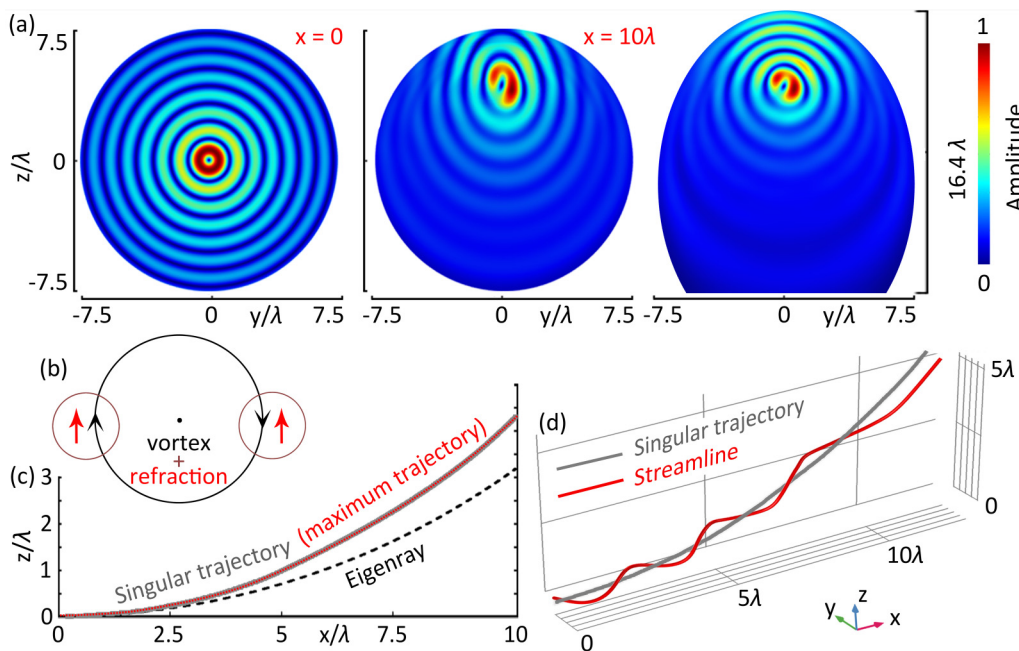 (a)
x = 0
x = 10λ
7.5
0
-7.5
z/λ
-7.5
0
7.5
y/λ
-7.5
0
7.5
y/λ
-7.5
0
7.5
y/λ
16.4 λ
1
0
Amplitude
(b)
vortex
+
refraction
(c)
3
2
1
0
z/λ
Singular trajectory
(maximum trajectory)
Eigenray
0
2.5
5
x/λ
7.5
10
(d)
Singular trajectory
Streamline
5λ
0
10λ
5λ
0
y
z
x